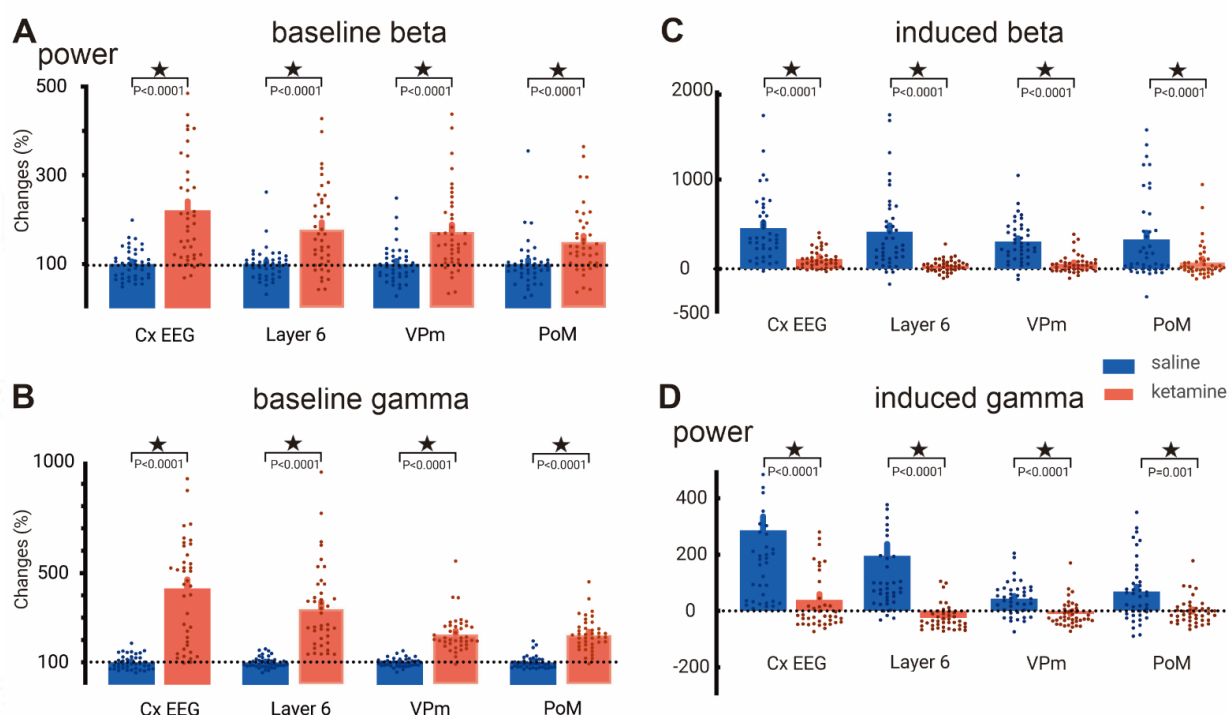 A baseline beta
power
P<0.0001 P<0.0001 P<0.0001 P<0.0001
Changes (%)
500
300
100
Cx EEG Layer 6 VPm PoM
C induced beta
P<0.0001 P<0.0001 P<0.0001 P<0.0001
2000
1000
0
-500
Cx EEG Layer 6 VPm PoM
saline
ketamine
B baseline gamma
P<0.0001 P<0.0001 P<0.0001 P<0.0001
Changes (%)
1000
500
100
Cx EEG Layer 6 VPm PoM
D induced gamma
power
P<0.0001 P<0.0001 P<0.0001 P=0.001
400
200
0
-200
Cx EEG Layer 6 VPm PoM